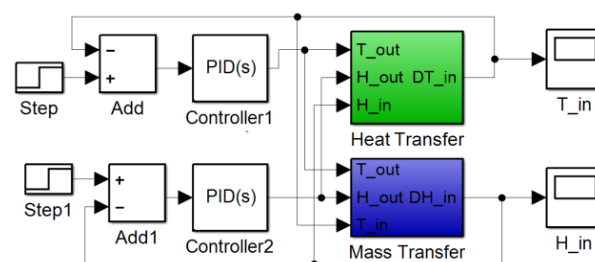 −
+
Step
Add
PID(s)
Controller1
T_out
H_out DT_in
H_in
Heat Transfer
T_in
+
−
Step1
Add1
PID(s)
Controller2
T_out
H_out DH_in
T_in
Mass Transfer
H_in